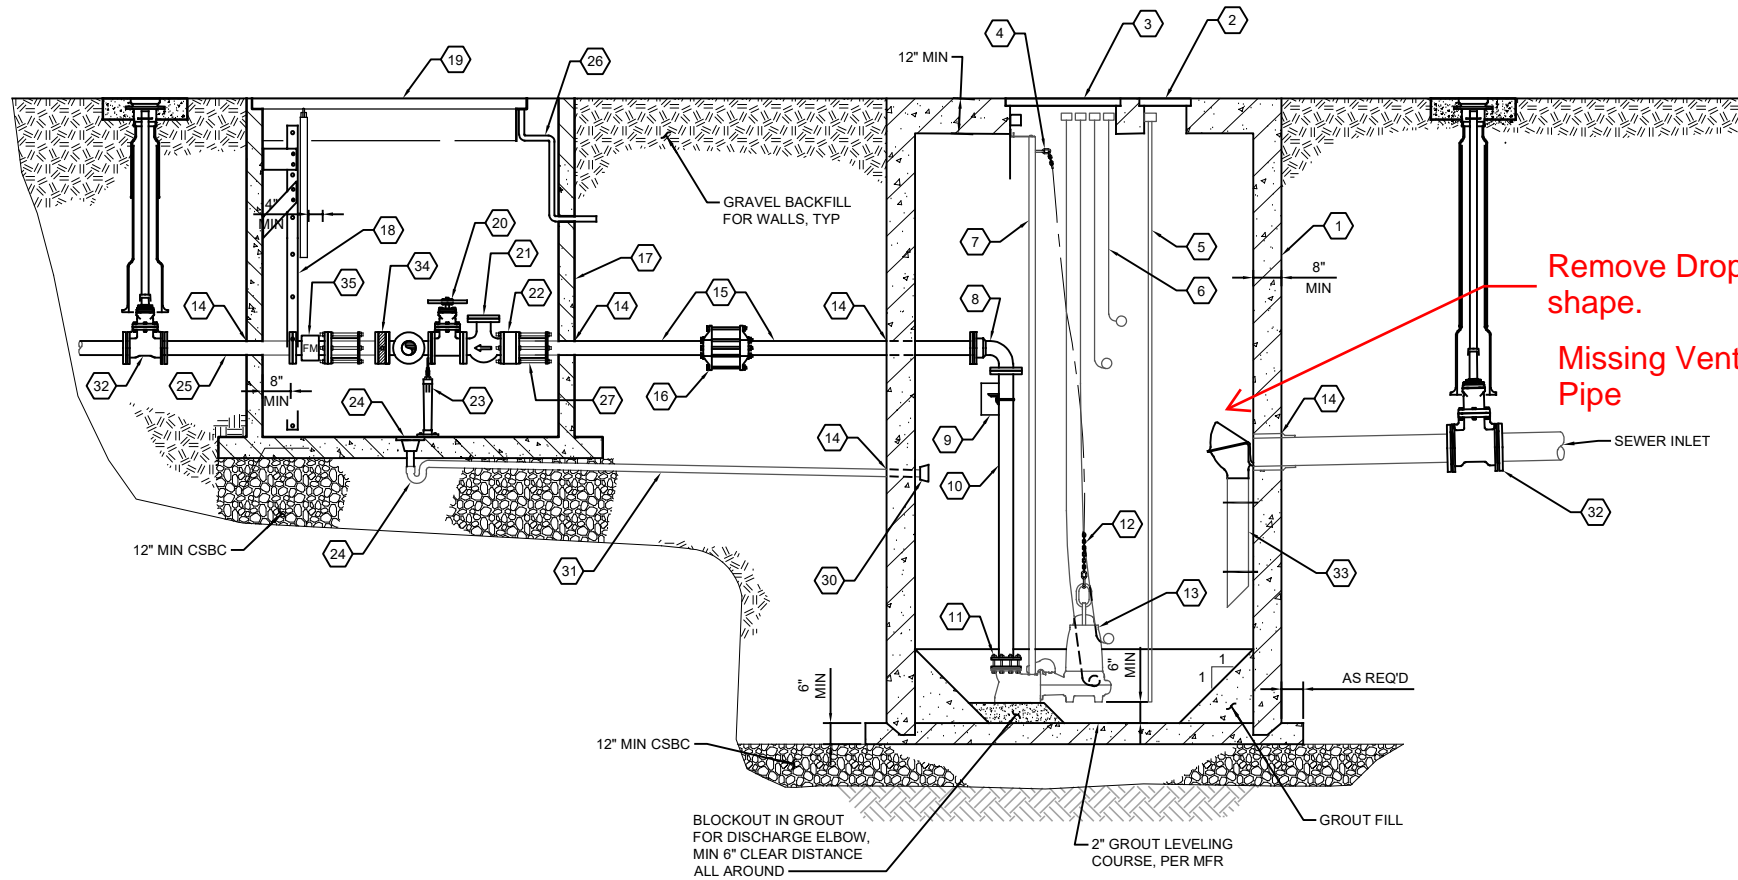 19
26
4
3
2
12" MIN
GRAVEL BACKFILL
FOR WALLS, TYP
4"
MIN
18
20
21
34
35
17
22
14
14
15
14
8
7
6
5
1
8"
MIN
Remove Drop
shape.
Missing Vent
Pipe
32
25
8"
MIN
24
23
27
16
9
14
14
SEWER INLET
10
32
12" MIN CSBC
24
31
30
12
33
13
11
6"
MIN
6"
MIN
1
1
AS REQ'D
12" MIN CSBC
FM
BLOCKOUT IN GROUT
FOR DISCHARGE ELBOW,
MIN 6" CLEAR DISTANCE
ALL AROUND
2" GROUT LEVELING
COURSE, PER MFR
GROUT FILL